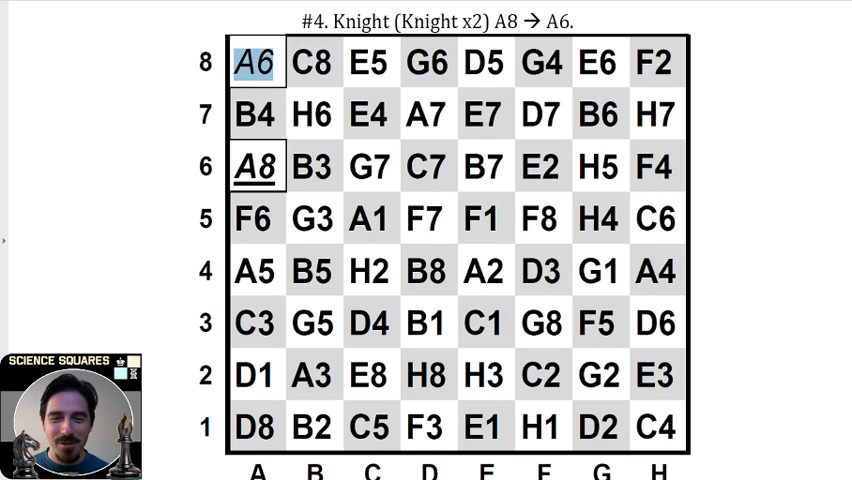 #4. Knight (Knight x2) A8 → A6.
8 A6 C8 E5 G6 D5 G4 E6 F2
7 B4 H6 E4 A7 E7 D7 B6 H7
6 A8 B3 G7 C7 B7 E2 H5 F4
5 F6 G3 A1 F7 F1 F8 H4 C6
4 A5 B5 H2 B8 A2 D3 G1 A4
3 C3 G5 D4 B1 C1 G8 F5 D6
2 D1 A3 E8 H8 H3 C2 G2 E3
1 D8 B2 C5 F3 E1 H1 D2 C4
A B C D E F G H
SCIENCE SQUARES